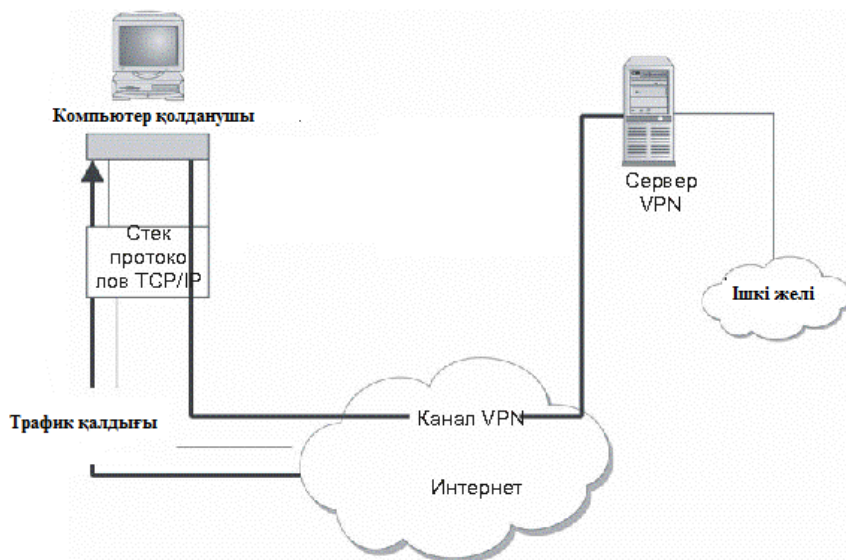 Компьютер қолданушы
Стек
протоко
лов TCP/IP
Сервер
VPN
Ішкі желі
Трафик қалдығы
Канал VPN
Интернет